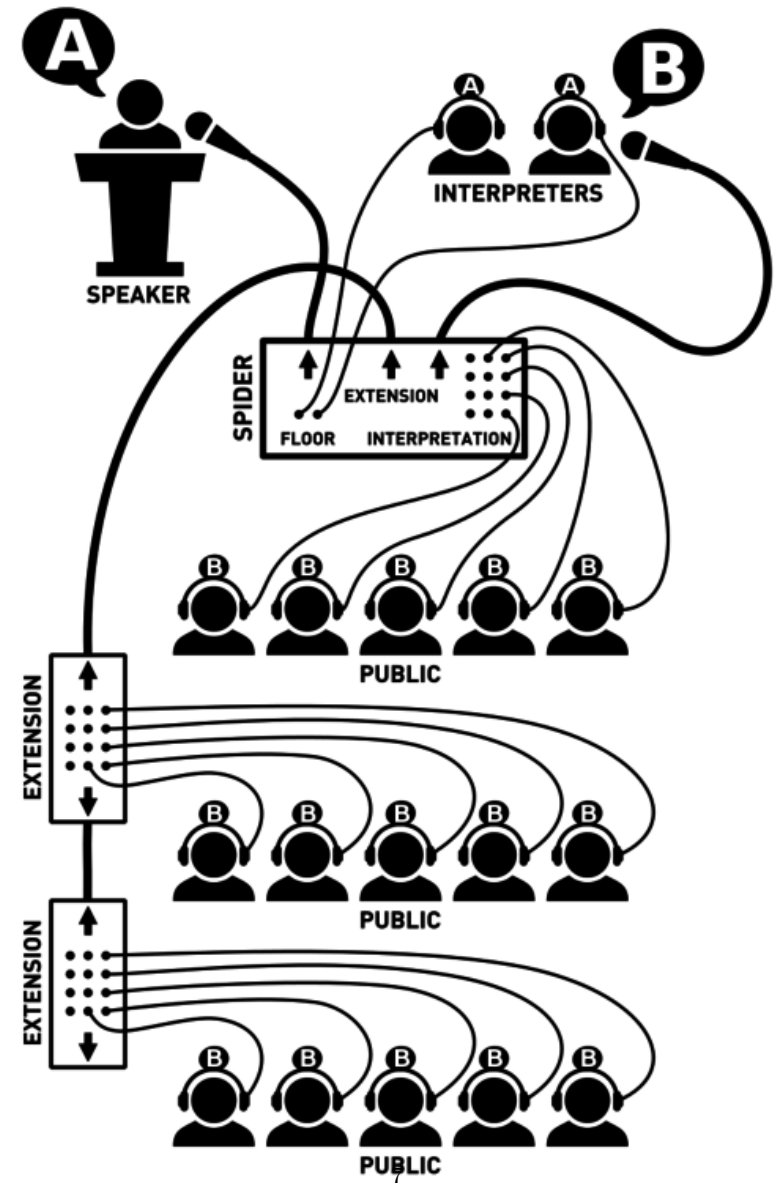 A
B
A A
INTERPRETERS
SPEAKER
SPIDER
EXTENSION
FLOOR INTERPRETATION
B B B B B
PUBLIC
EXTENSION
B B B B B
PUBLIC
EXTENSION
B B B B B
PUBLIC